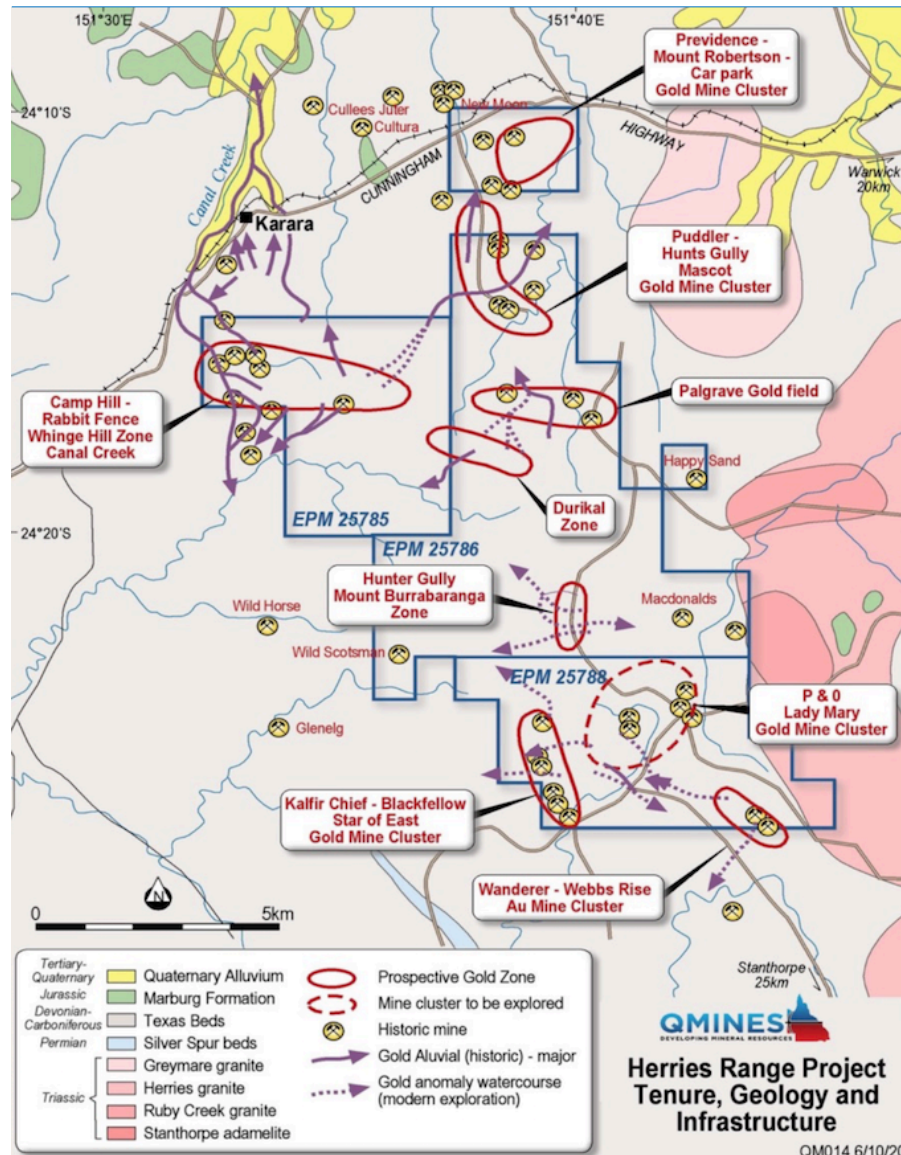 151°30'E
151°40'E
24°10'S
24°20'S
Previdence -
Mount Robertson -
Car park
Gold Mine Cluster
New Moon
Cullees Juter
Cultura
CUNNINGHAM
HIGHWAY
Warwick
20km
Canal Creek
Karara
Puddler -
Hunts Gully
Mascot
Gold Mine Cluster
Palgrave Gold field
Camp Hill -
Rabbit Fence
Whinge Hill Zone
Canal Creek
Happy Sand
Durikal
Zone
EPM 25785
EPM 25786
Hunter Gully
Mount Burrabaranga
Zone
Macdonalds
Wild Horse
Wild Scotsman
EPM 25788
P & 0
Lady Mary
Gold Mine Cluster
Glenelg
Kalfir Chief - Blackfellow
Star of East
Gold Mine Cluster
Wanderer - Webbs Rise
Au Mine Cluster
N
0
5km
Stanthorpe
25km
Tertiary-
Quaternary
Quaternary Alluvium
Jurassic
Marburg Formation
Devonian-
Carboniferous
Texas Beds
Permian
Silver Spur beds
Triassic
Greymare granite
Herries granite
Ruby Creek granite
Stanthorpe adamelite
Prospective Gold Zone
Mine cluster to be explored
Historic mine
Gold Aluvial (historic) - major
Gold anomaly watercourse
(modern exploration)
QMINES
DEVELOPING MINERAL RESOURCES
Herries Range Project
Tenure, Geology and
Infrastructure
QM014 6/10/20